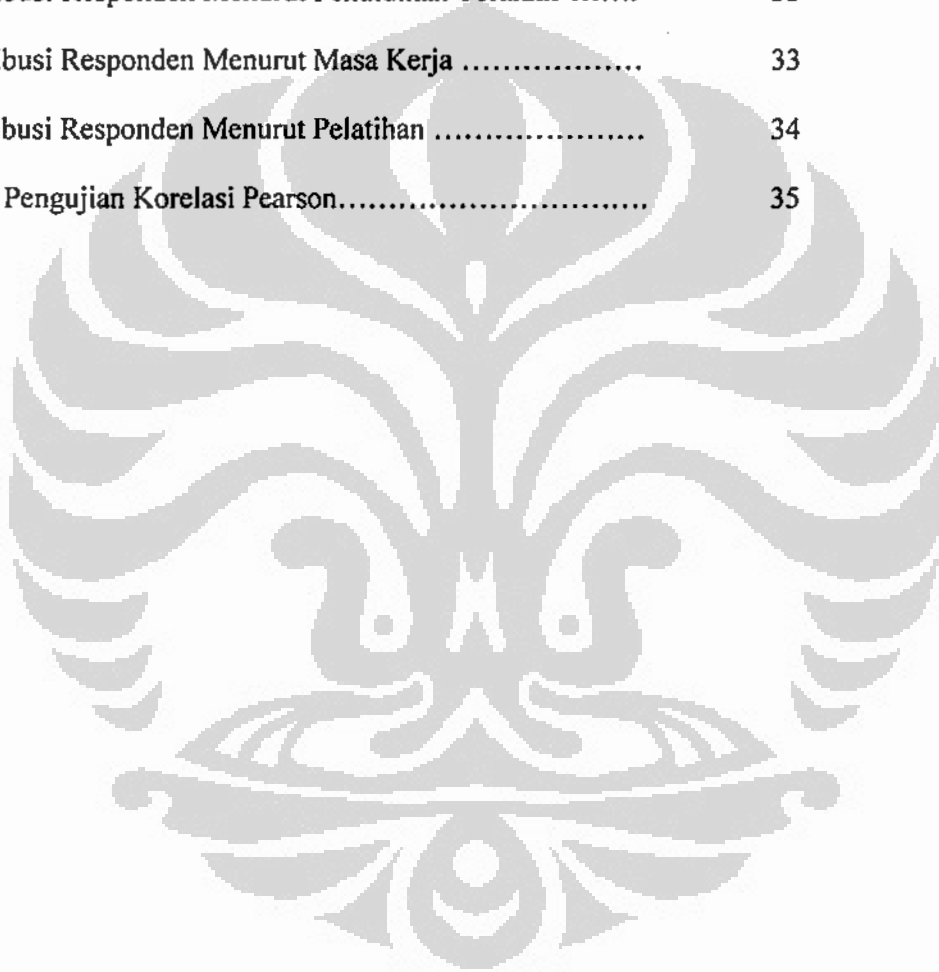 busi Responden Menurut Masa Kerja .................. 33
busi Responden Menurut Pelatihan ..................... 34
Pengujian Korelasi Pearson.............................. 35